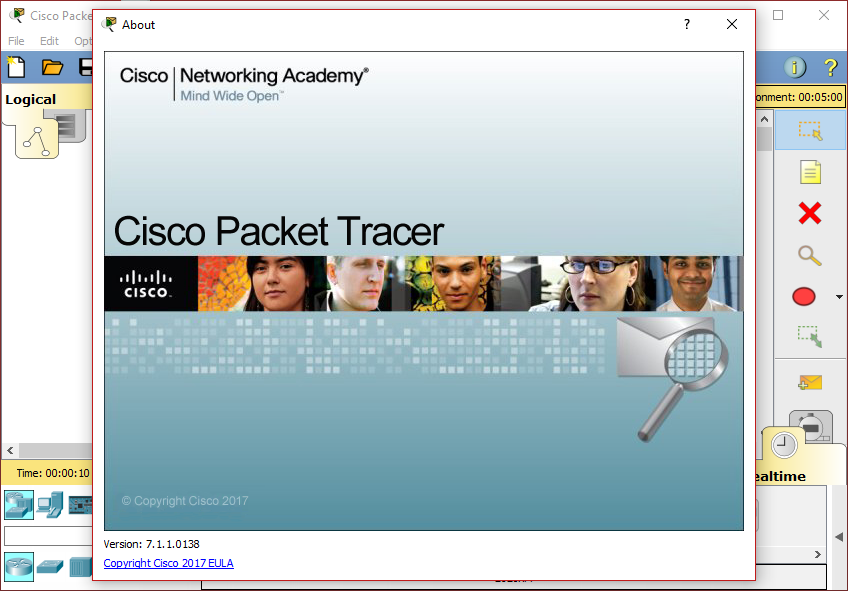 Cisco Packe
About
?
File Edit Opt
Logical
Cisco Networking Academy®
Mind Wide Open™
onment: 00:05:00
Cisco Packet Tracer
CISCO™
© Copyright Cisco 2017
Time: 00:00:10
ealtime
Version: 7.1.1.0138
Copyright Cisco 2017 EULA